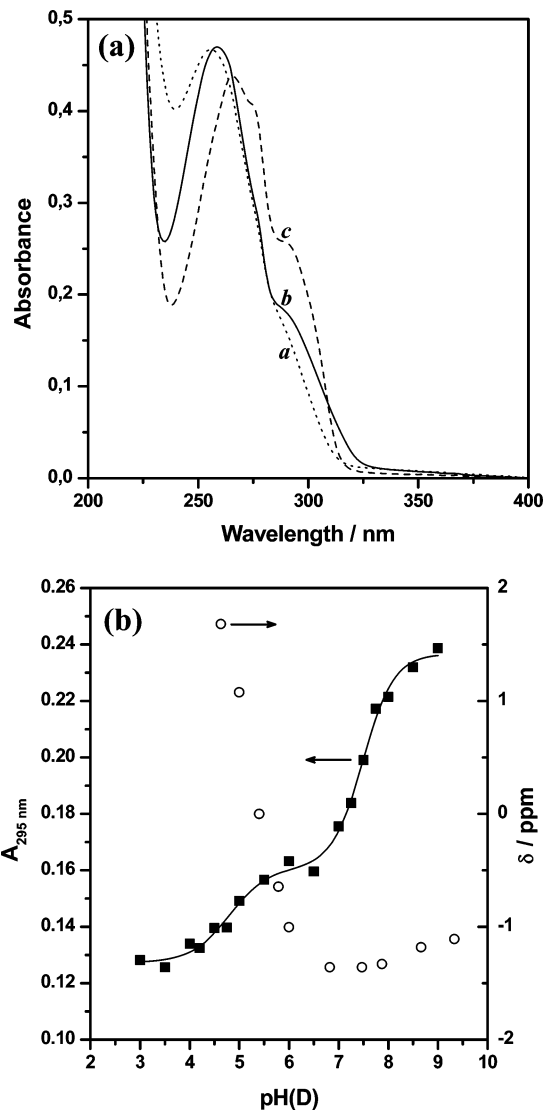 (a)
0,5
0,4
0,3
0,2
0,1
0,0
Absorbance
c
b
a
200 250 300 350 400
Wavelength / nm
(b)
0.26
0.24
0.22
0.20
0.18
0.16
0.14
0.12
0.10
A295 nm
2
1
0
-1
-2
δ / ppm
2 3 4 5 6 7 8 9 10
pH(D)